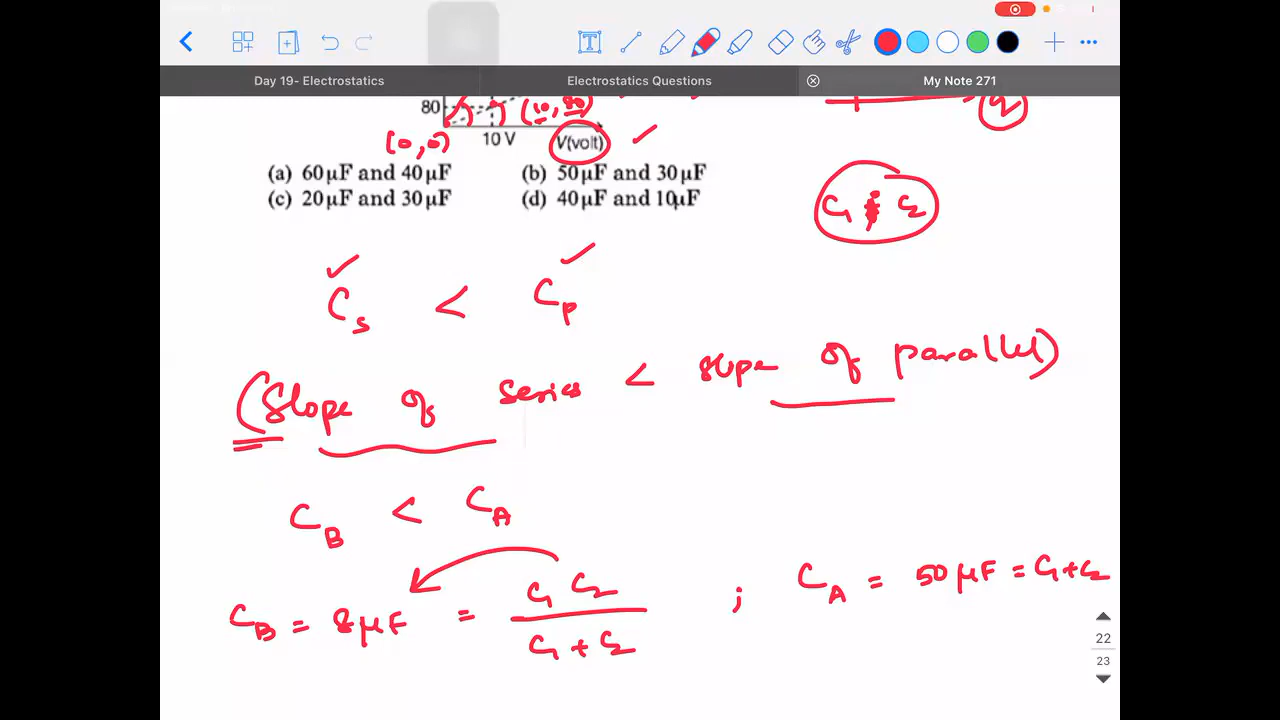 Day 19- Electrostatics Electrostatics Questions My Note 271
80 (10, 80) q
(0, 0) 10 V V(volt)
(a) 60μF and 40μF (b) 50μF and 30μF
(c) 20μF and 30μF (d) 40μF and 10μF
C1 C2
Cs < Cp
(Slope of series < slope of parallel)
CB < CA
CB = 8μF = C1 C2 / C1 + C2 ; CA = 50μF = C1+C2
22
23